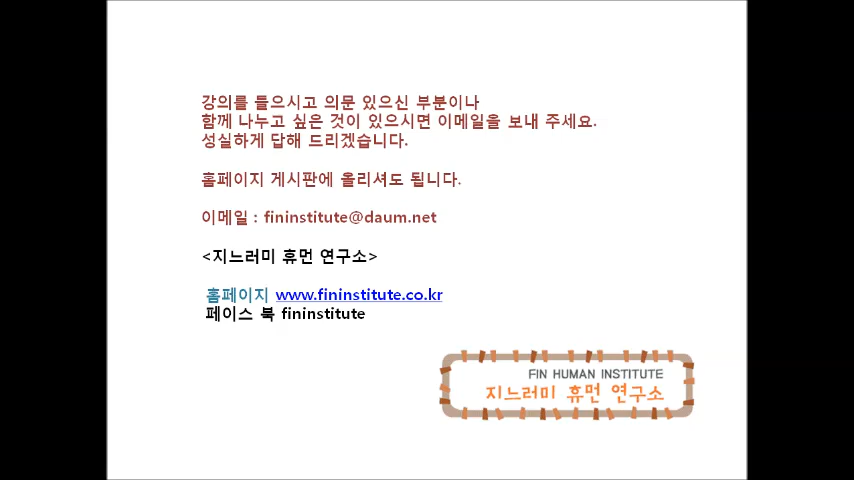 강의를 들으시고 의문 있으신 부분이나
함께 나누고 싶은 것이 있으시면 이메일을 보내 주세요.
성실하게 답해 드리겠습니다.
홈페이지 게시판에 올리셔도 됩니다.
이메일 : fininstitute@daum.net
<지느러미 휴먼 연구소>
홈페이지 www.fininstitute.co.kr
페이스 북 fininstitute
FIN HUMAN INSTITUTE
지느러미 휴먼 연구소